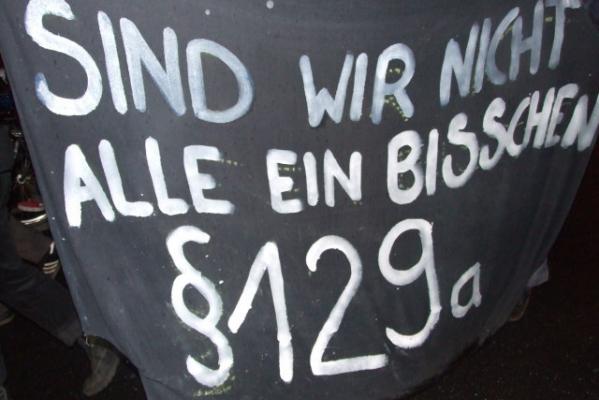 SIND WIR NICHT
ALLE EIN BISSCHEN
§129a